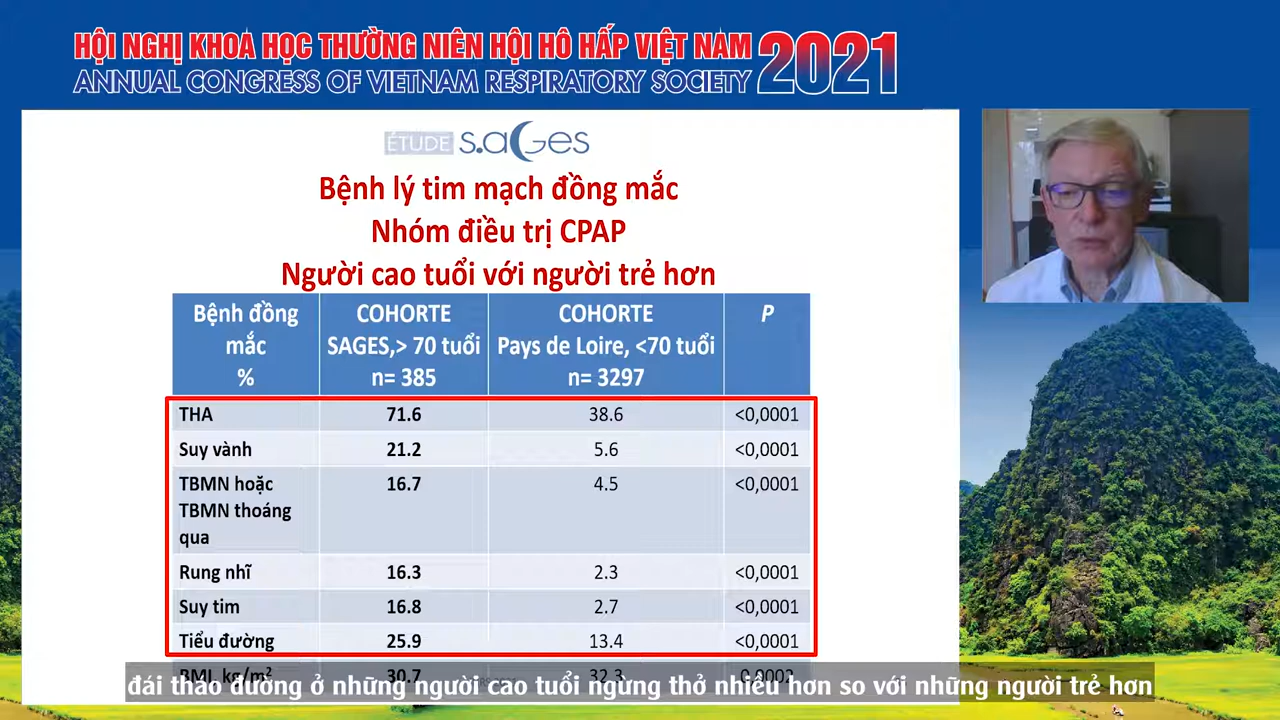 HỘI NGHỊ KHOA HỌC THƯỜNG NIÊN HỘI HÔ HẤP VIỆT NAM 2021
ANNUAL CONGRESS OF VIETNAM RESPIRATORY SOCIETY
ÉTUDE s.aGes
Bệnh lý tim mạch đồng mắc
Nhóm điều trị CPAP
Người cao tuổi với người trẻ hơn
Bệnh đồng mắc %
COHORTE SAGES,> 70 tuổi n= 385
COHORTE Pays de Loire, <70 tuổi n= 3297
P
THA 71.6 38.6 <0,0001
Suy vành 21.2 5.6 <0,0001
TBMN hoặc TBMN thoáng qua 16.7 4.5 <0,0001
Rung nhĩ 16.3 2.3 <0,0001
Suy tim 16.8 2.7 <0,0001
Tiểu đường 25.9 13.4 <0,0001
BMI, kg/m² 30.7 32.3 0,0002
đái tháo đường ở những người cao tuổi ngừng thở nhiều hơn so với những người trẻ hơn